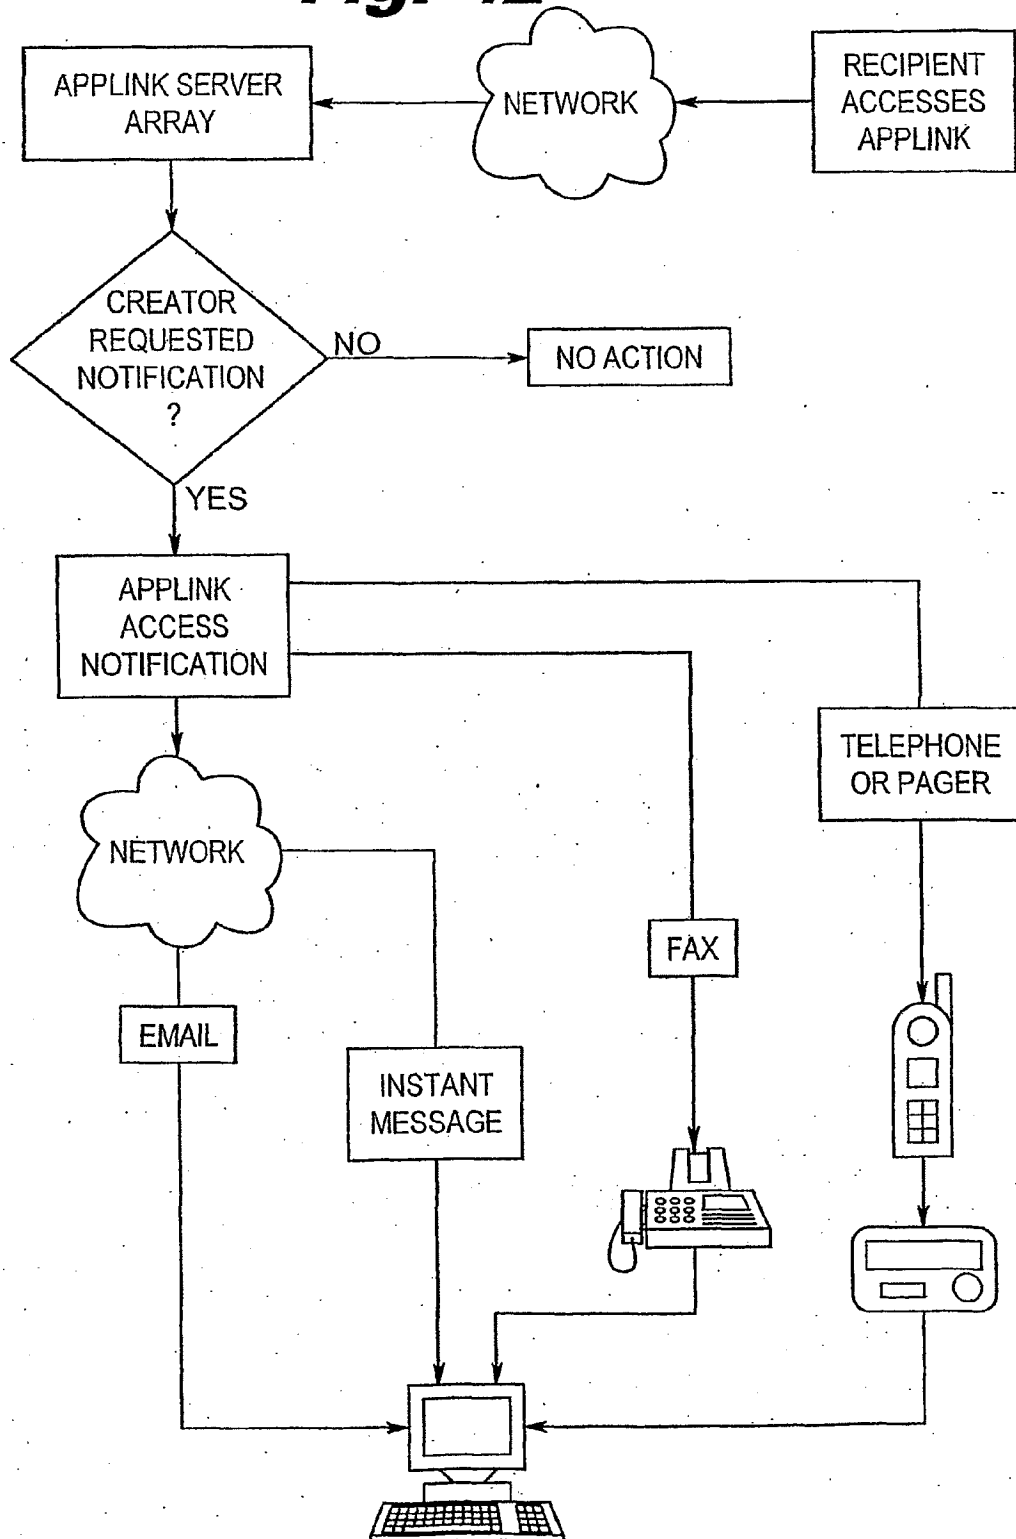 APPLINK SERVER
ARRAY
NETWORK
RECIPIENT
ACCESSES
APPLINK
CREATOR
REQUESTED
NOTIFICATION
?
NO
NO ACTION
YES
APPLINK
ACCESS
NOTIFICATION
TELEPHONE
OR PAGER
NETWORK
FAX
EMAIL
INSTANT
MESSAGE